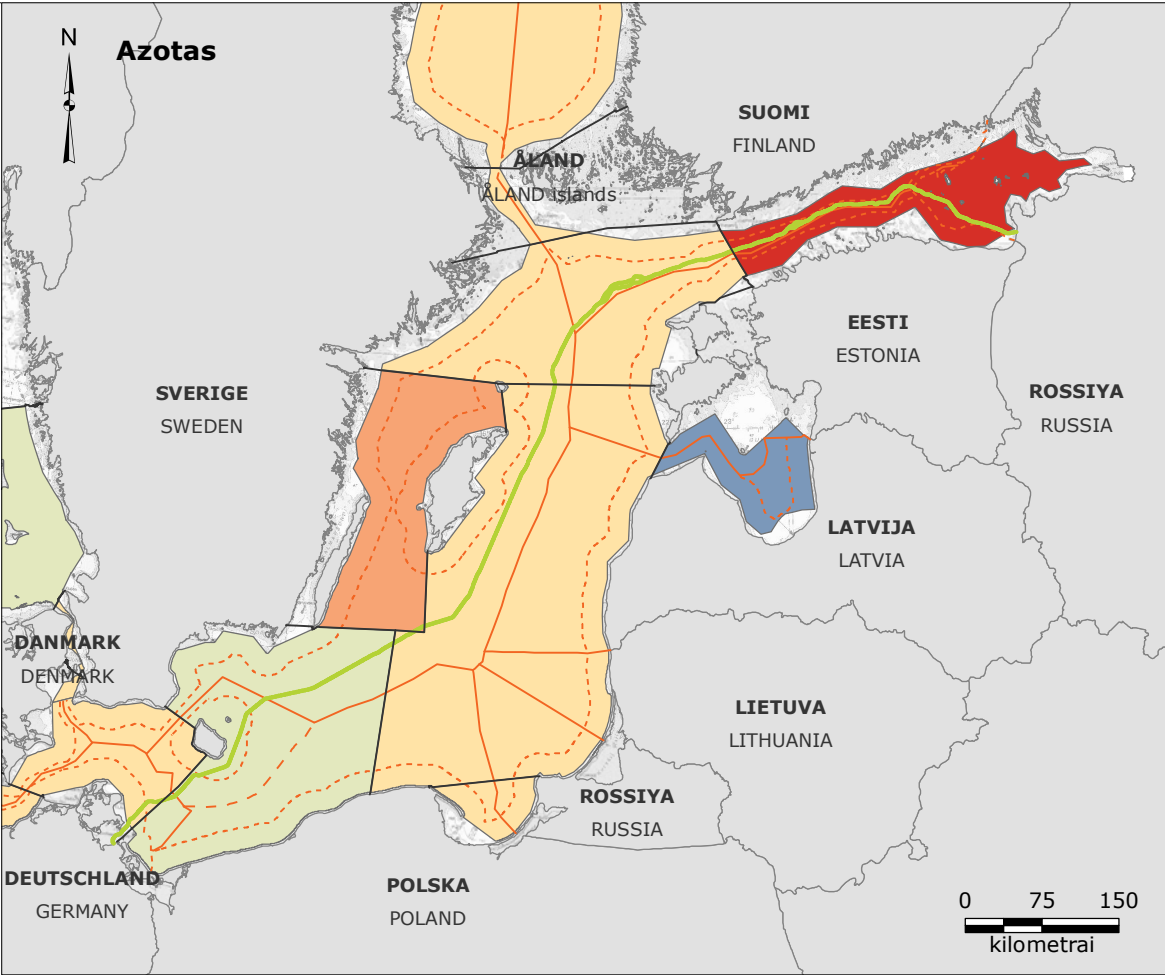 N
Azotas
SUOMI
FINLAND
ÅLAND
ÅLAND islands
EESTI
ESTONIA
SVERIGE
SWEDEN
ROSSIYA
RUSSIA
LATVIJA
LATVIA
DANMARK
DENMARK
LIETUVA
LITHUANIA
ROSSIYA
RUSSIA
DEUTSCHLAND
GERMANY
POLSKA
POLAND
0 75 150
kilometrai